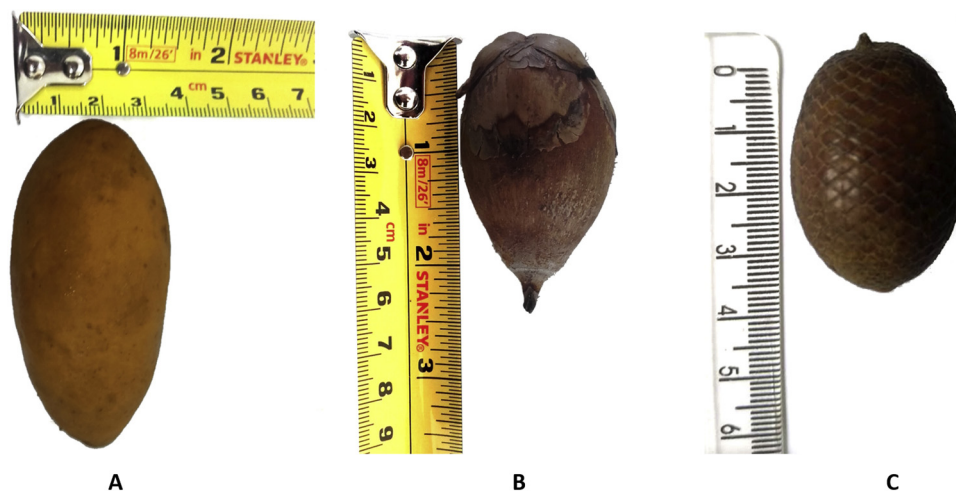 1 8m/26' in 2 STANLEY®
1 2 3 4 cm 5 6 7
1 2 3 4 cm 5 6 7 8 9
1 8m/26' in 2 STANLEY® 3
0 1 2 3 4 5 6
A B C